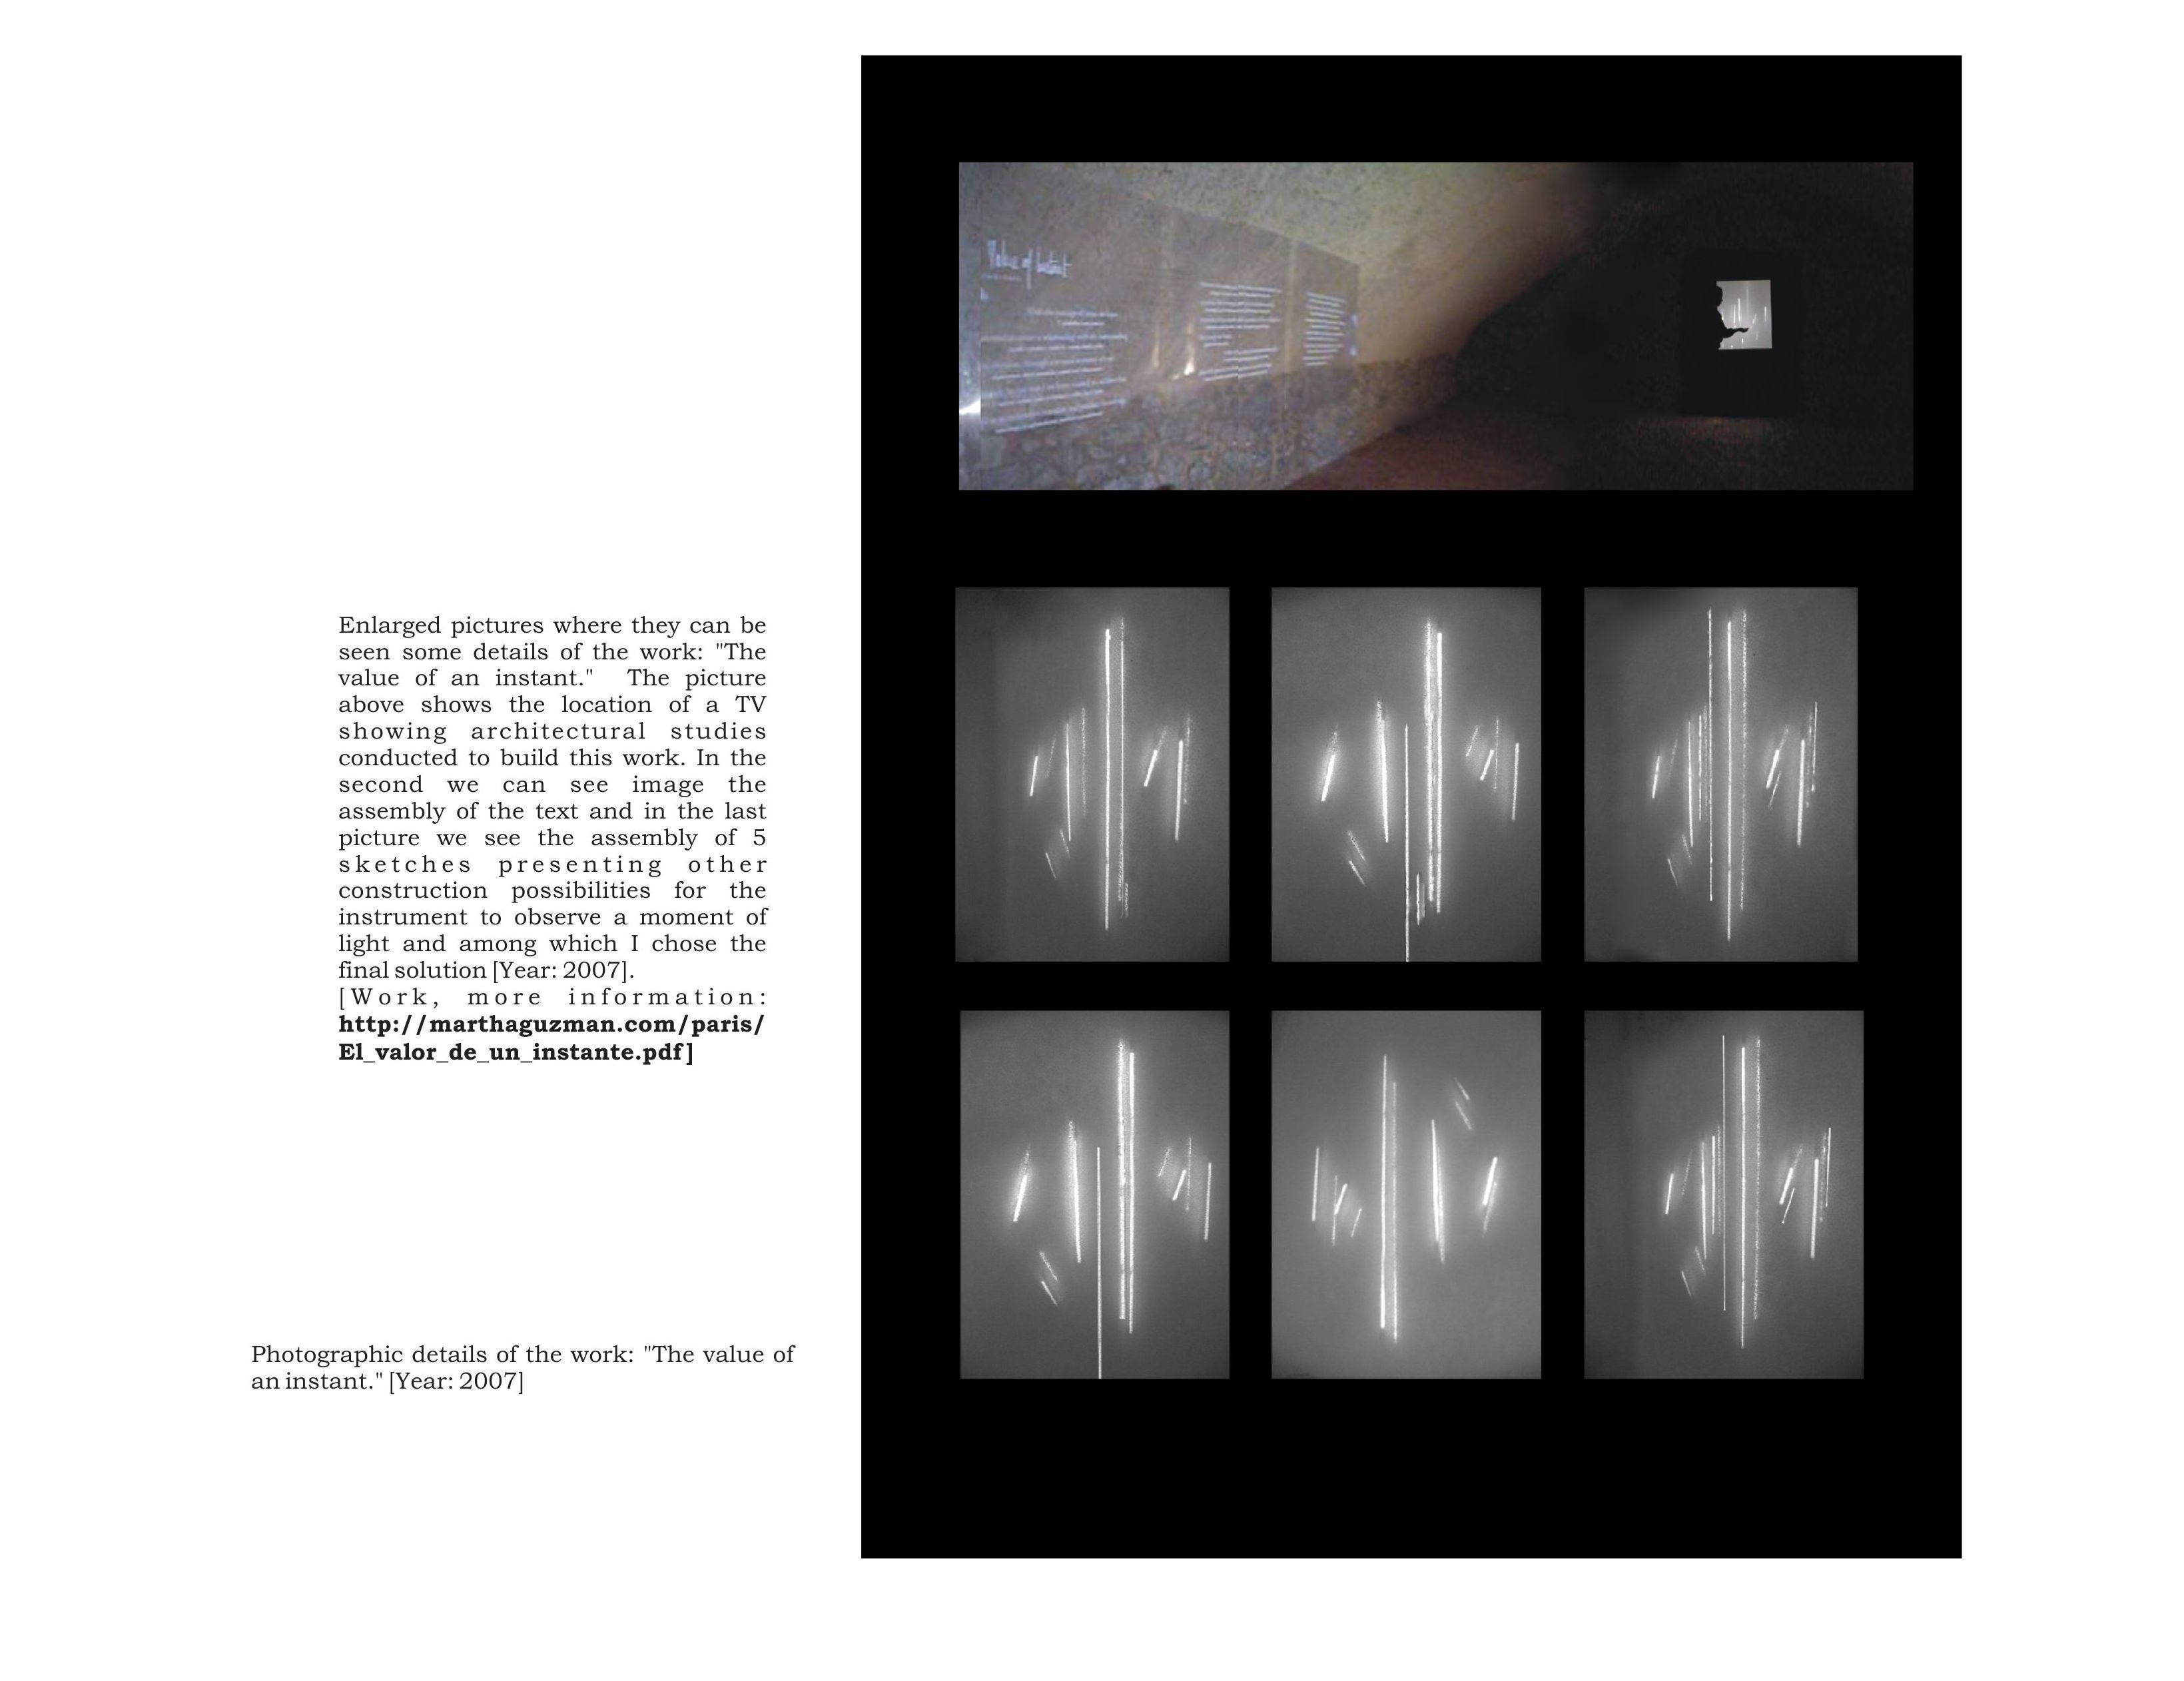 Enlarged pictures where they can be
seen some details of the work: "The
value of an instant."  The picture
above shows the location of a TV
showing architectural studies
conducted to build this work. In the
second we can see image the
assembly of the text and in the last
picture we see the assembly of 5
sketches presenting other
construction possibilities for the
instrument to observe a moment of
light and among which I chose the
final solution [Year: 2007].
[Work, more information:
http://marthaguzman.com/paris/
El_valor_de_un_instante.pdf]
Photographic details of the work: "The value of
an instant." [Year: 2007]